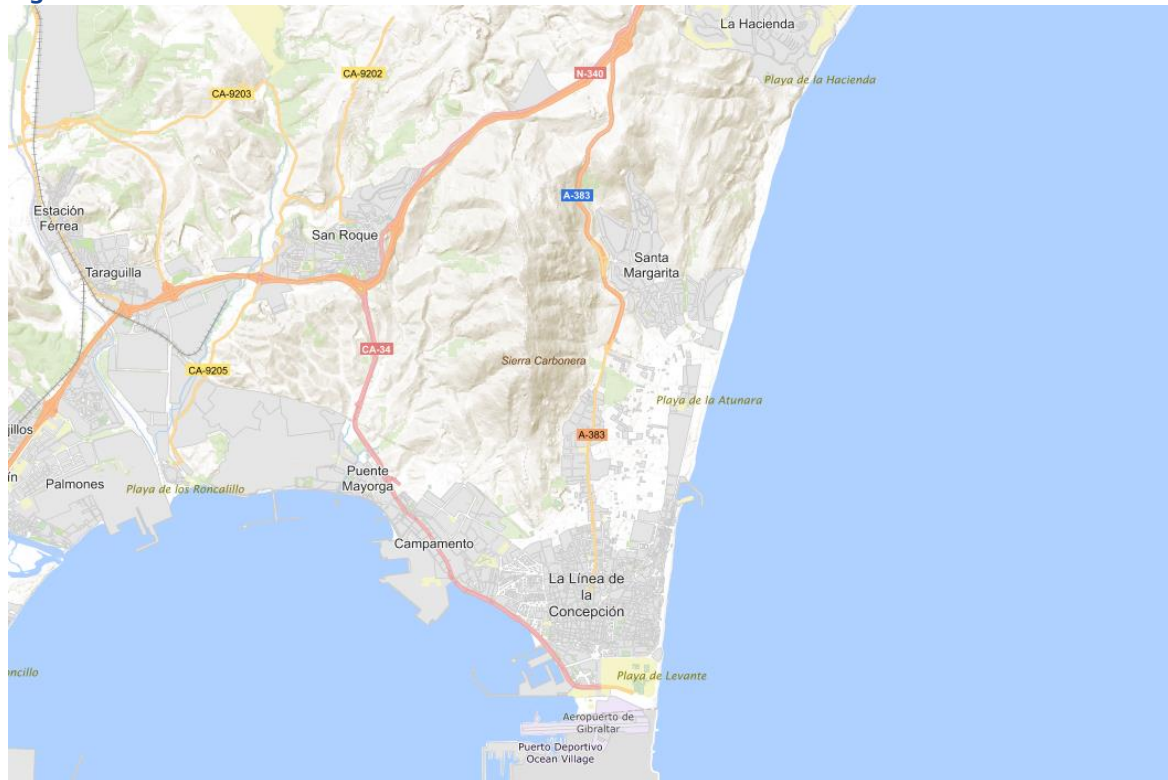 La Hacienda
Playa de la Hacienda
N-340
CA-9202
CA-9203
A-383
Estación
Férrea
San Roque
Taraguilla
Santa
Margarita
CA-34
Sierra Carbonera
CA-9205
Playa de la Atunara
A-383
Puente
Mayorga
Palmones
Playa de los Roncalillo
Campamento
La Línea de
la
Concepción
Playa de Levante
Aeropuerto de
Gibraltar
Puerto Deportivo
Ocean Village